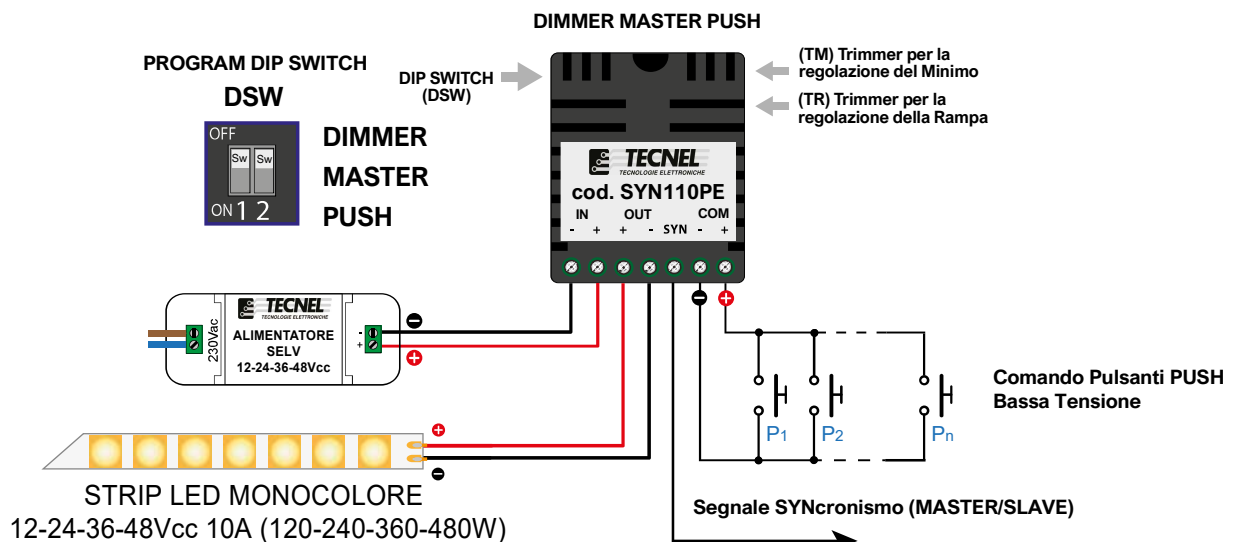 DIMMER MASTER PUSH
PROGRAM DIP SWITCH
DSW
OFF
Sw Sw
ON 1 2
DIMMER
MASTER
PUSH
DIP SWITCH
(DSW)
(TM) Trimmer per la
regolazione del Minimo
(TR) Trimmer per la
regolazione della Rampa
TECNEL
TECNOLOGIE ELETTRONICHE
cod. SYN110PE
IN OUT COM
- + + - SYN - +
230Vac
TECNEL
TECNOLOGIE ELETTRONICHE
ALIMENTATORE
SELV
12-24-36-48Vcc
-
+
Comando Pulsanti PUSH
Bassa Tensione
P1 P2 Pn
STRIP LED MONOCOLORE
12-24-36-48Vcc 10A (120-240-360-480W)
Segnale SYNcronismo (MASTER/SLAVE)